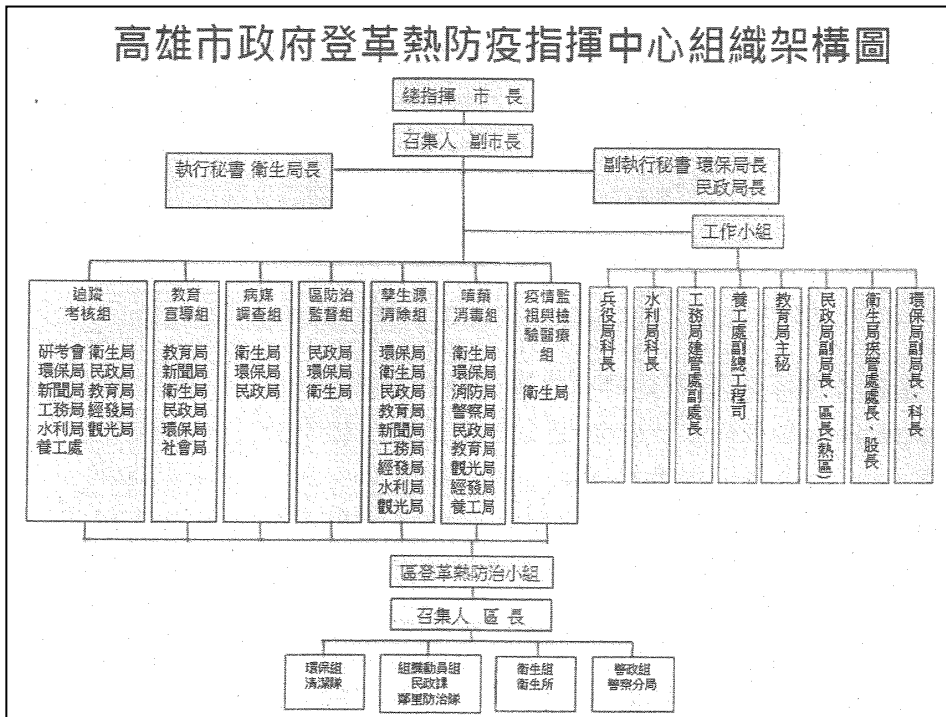 高雄市政府登革熱防疫指揮中心組織架構圖
總指揮 市 長
召集人 副市長
執行秘書 衛生局長
副執行秘書 環保局長
民政局長
工作小組
追蹤
考核組
研考會 衛生局
環保局 民政局
新聞局 教育局
工務局 經發局
水利局 觀光局
養工處
教育
宣導組
教育局
新聞局
衛生局
民政局
環保局
社會局
病媒
調查組
衛生局
環保局
民政局
區防治
監督組
民政局
環保局
衛生局
孳生源
消除組
環保局
衛生局
民政局
教育局
新聞局
工務局
經發局
水利局
觀光局
噴藥
消毒組
衛生局
環保局
消防局
警察局
民政局
教育局
觀光局
經發局
養工局
疫情監
視與檢
驗醫療
組
衛生局
兵役局科長
水利局科長
工務局建管處副處長
養工處副總工程司
教育局主秘
民政局副局長、區長(熱區)
衛生局疾管處處長、股長
環保局副局長、科長
區登革熱防治小組
召集人 區 長
環保組
清潔隊
組織動員組
民政課
鄰里防治隊
衛生組
衛生所
警政組
警察分局